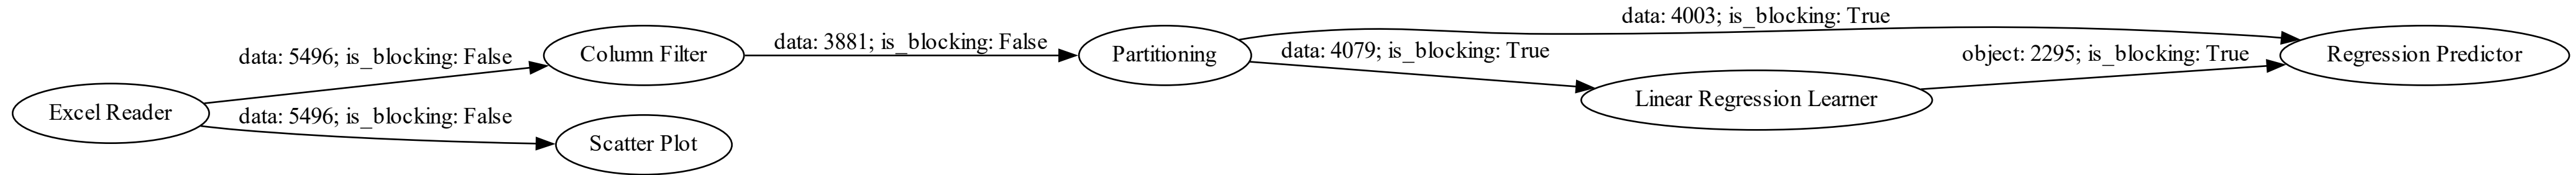 Excel Reader
data: 5496; is_blocking: False
Column Filter
data: 5496; is_blocking: False
Scatter Plot
data: 3881; is_blocking: False
Partitioning
data: 4003; is_blocking: True
data: 4079; is_blocking: True
Linear Regression Learner
object: 2295; is_blocking: True
Regression Predictor